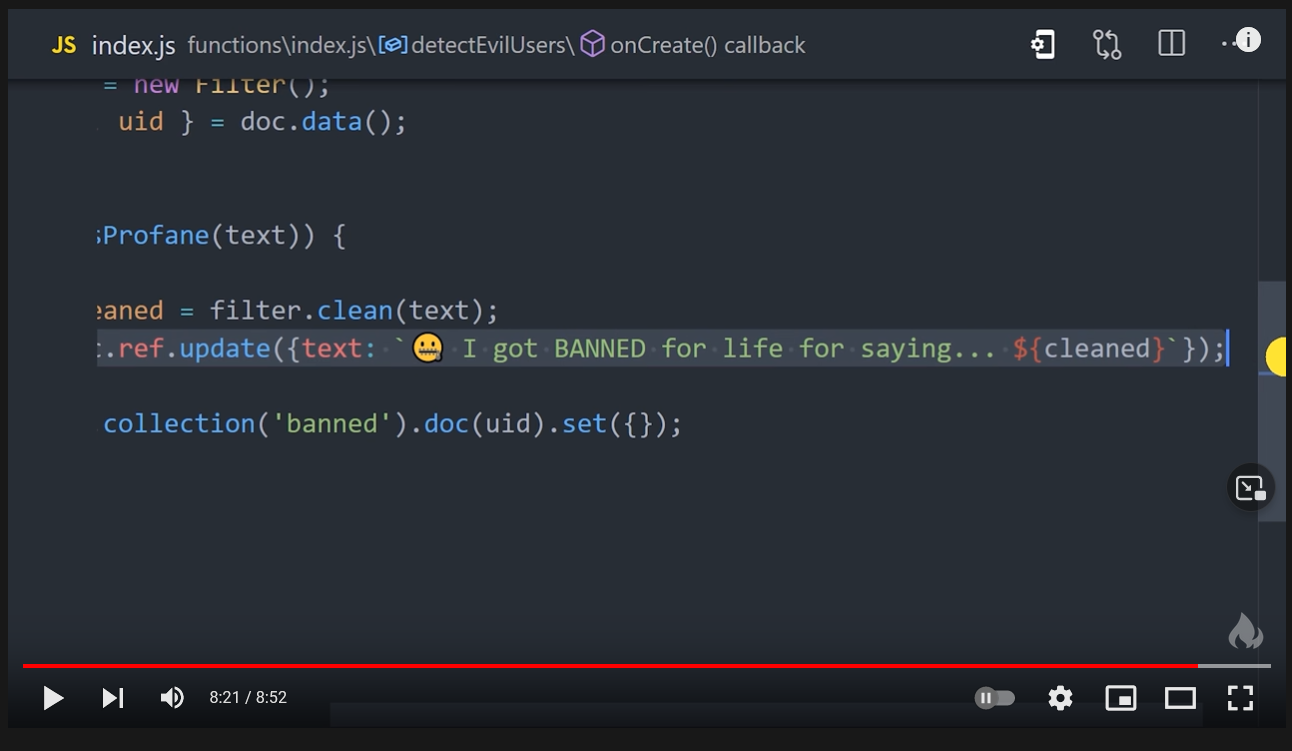 JS index.js functions\index.js\detectEvilUsers\onCreate() callback
= new Filter();
uid } = doc.data();
sProfane(text)) {
eaned = filter.clean(text);
.ref.update({text: `🤐 I got BANNED for life for saying... ${cleaned}`});
collection('banned').doc(uid).set({});
8:21 / 8:52